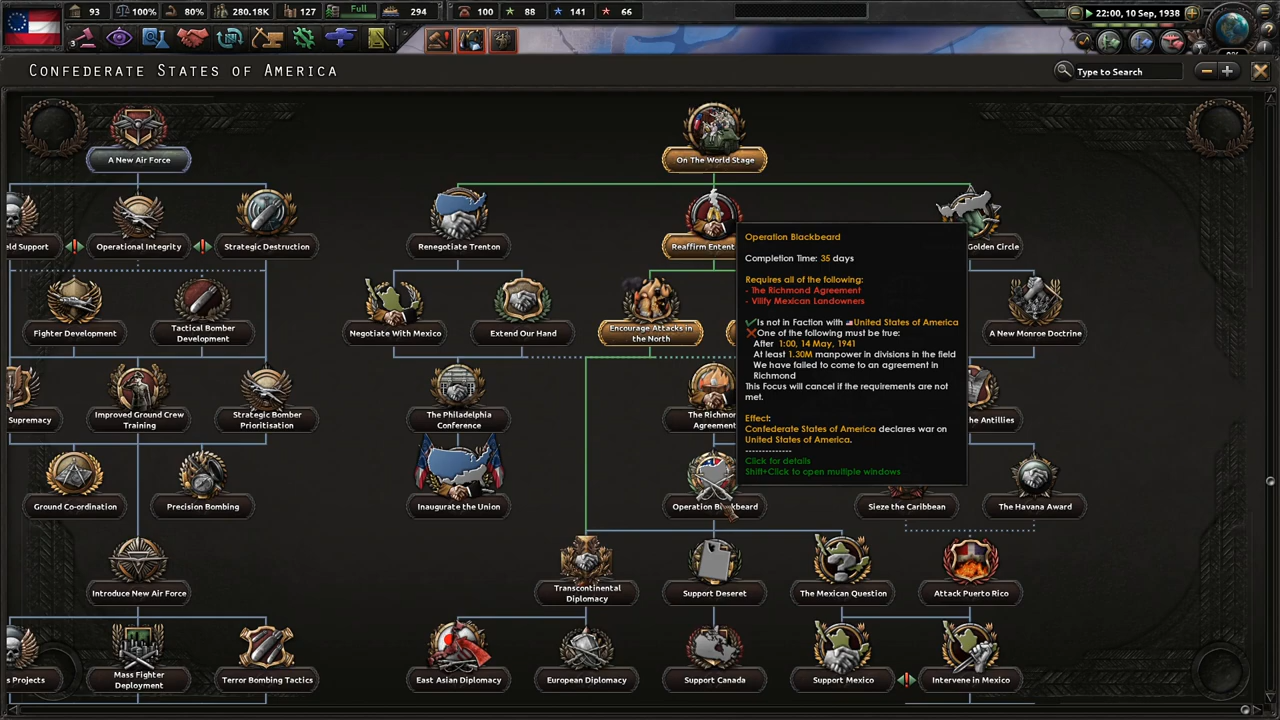 93
100%
80%
280.18K
127
Full
294
100
88
141
66
22:00, 10 Sep, 1938
3
0%
Confederate States of America
Type to Search
A New Air Force
On The World Stage
eld Support
Operational Integrity
Strategic Destruction
Renegotiate Trenton
Reaffirm Entent
Golden Circle
Operation Blackbeard
Completion Time: 35 days
Requires all of the following:
- The Richmond Agreement
- Vilify Mexican Landowners
Is not in Faction with United States of America
One of the following must be true:
After 1:00, 14 May, 1941
At least 1.30M manpower in divisions in the field
We have failed to come to an agreement in
Richmond
This Focus will cancel if the requirements are not
met.
Effect:
Confederate States of America declares war on
United States of America.
--------------
Click for details
Shift+Click to open multiple windows
Fighter Development
Tactical Bomber
Development
Negotiate With Mexico
Extend Our Hand
Encourage Attacks in
the North
A New Monroe Doctrine
Supremacy
Improved Ground Crew
Training
Strategic Bomber
Prioritisation
The Philadelphia
Conference
The Richm
Agreement
he Antillies
Ground Co-ordination
Precision Bombing
Inaugurate the Union
Operation Blackbeard
Sieze the Caribbean
The Havana Award
Introduce New Air Force
Transcontinental
Diplomacy
Support Deseret
The Mexican Question
Attack Puerto Rico
s Projects
Mass Fighter
Deployment
Terror Bombing Tactics
East Asian Diplomacy
European Diplomacy
Support Canada
Support Mexico
Intervene in Mexico